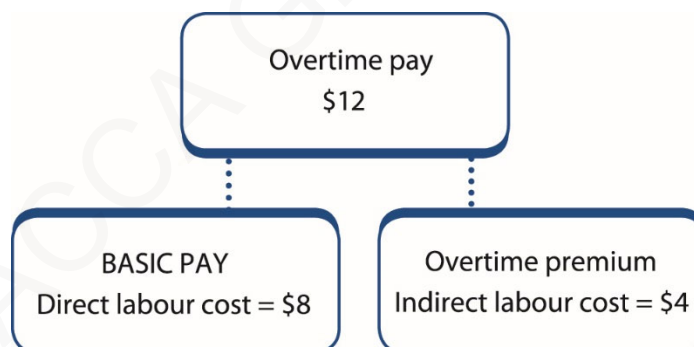 Overtime pay
$12
BASIC PAY
Direct labour cost = $8
Overtime premium
Indirect labour cost = $4